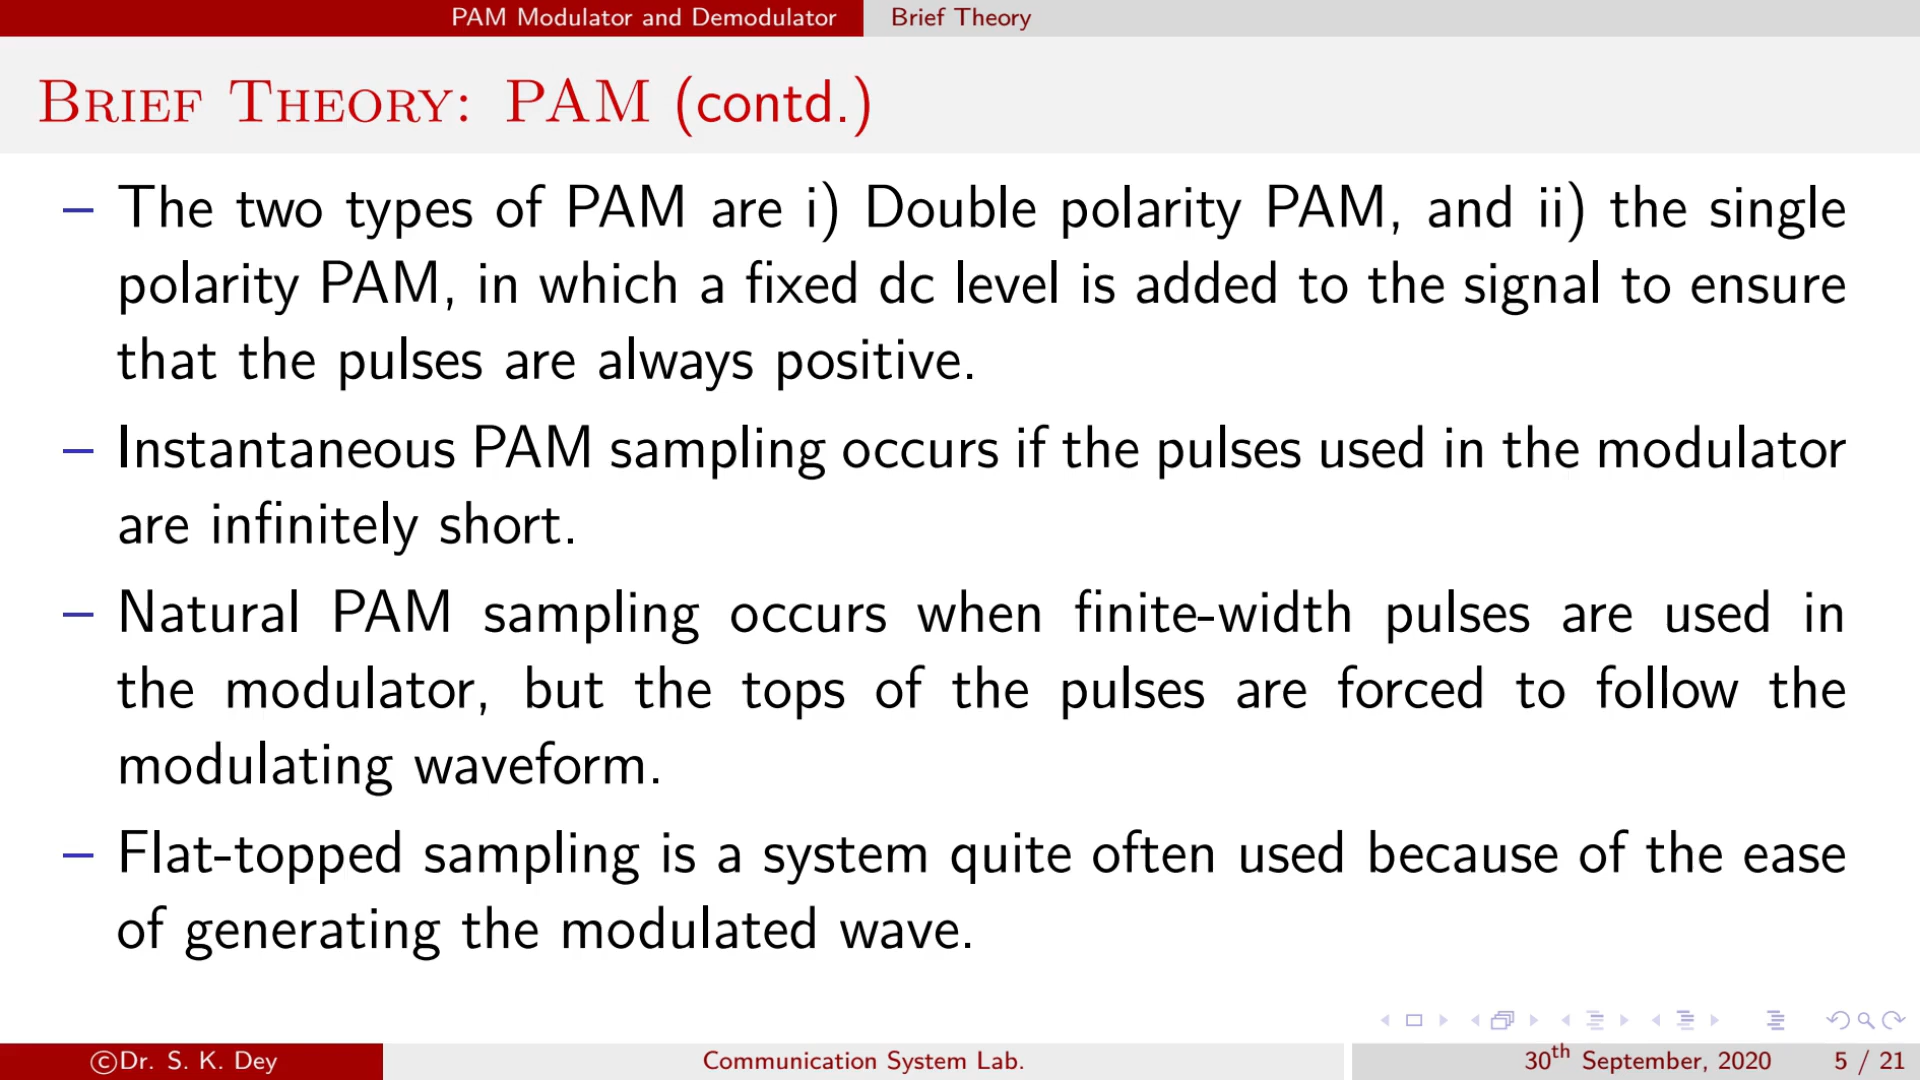 PAM Modulator and Demodulator Brief Theory
Brief Theory: PAM (contd.)
– The two types of PAM are i) Double polarity PAM, and ii) the single
polarity PAM, in which a fixed dc level is added to the signal to ensure
that the pulses are always positive.
– Instantaneous PAM sampling occurs if the pulses used in the modulator
are infinitely short.
– Natural PAM sampling occurs when finite-width pulses are used in
the modulator, but the tops of the pulses are forced to follow the
modulating waveform.
– Flat-topped sampling is a system quite often used because of the ease
of generating the modulated wave.
©Dr. S. K. Dey Communication System Lab. 30th September, 2020 5 / 21